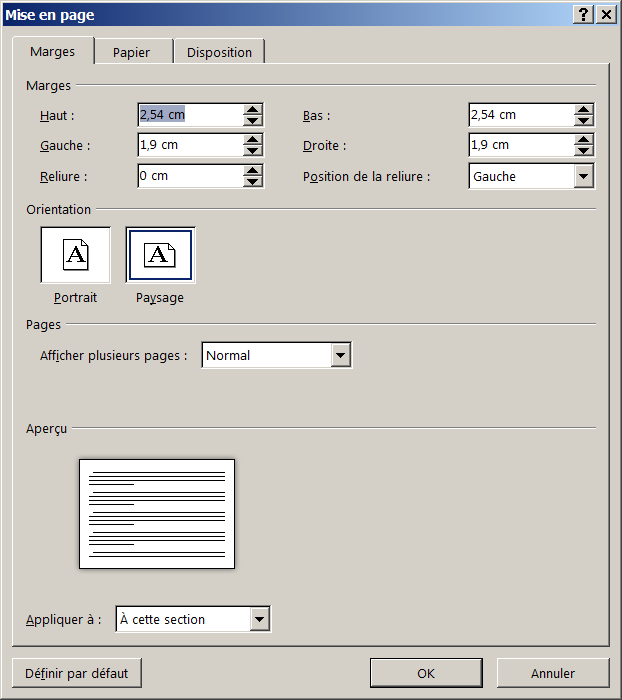 Mise en page
Marges Papier Disposition
Marges
Haut : 2,54 cm Bas : 2,54 cm
Gauche : 1,9 cm Droite : 1,9 cm
Reliure : 0 cm Position de la reliure : Gauche
Orientation
A A
Portrait Paysage
Pages
Afficher plusieurs pages : Normal
Aperçu
Appliquer à : À cette section
Définir par défaut OK Annuler